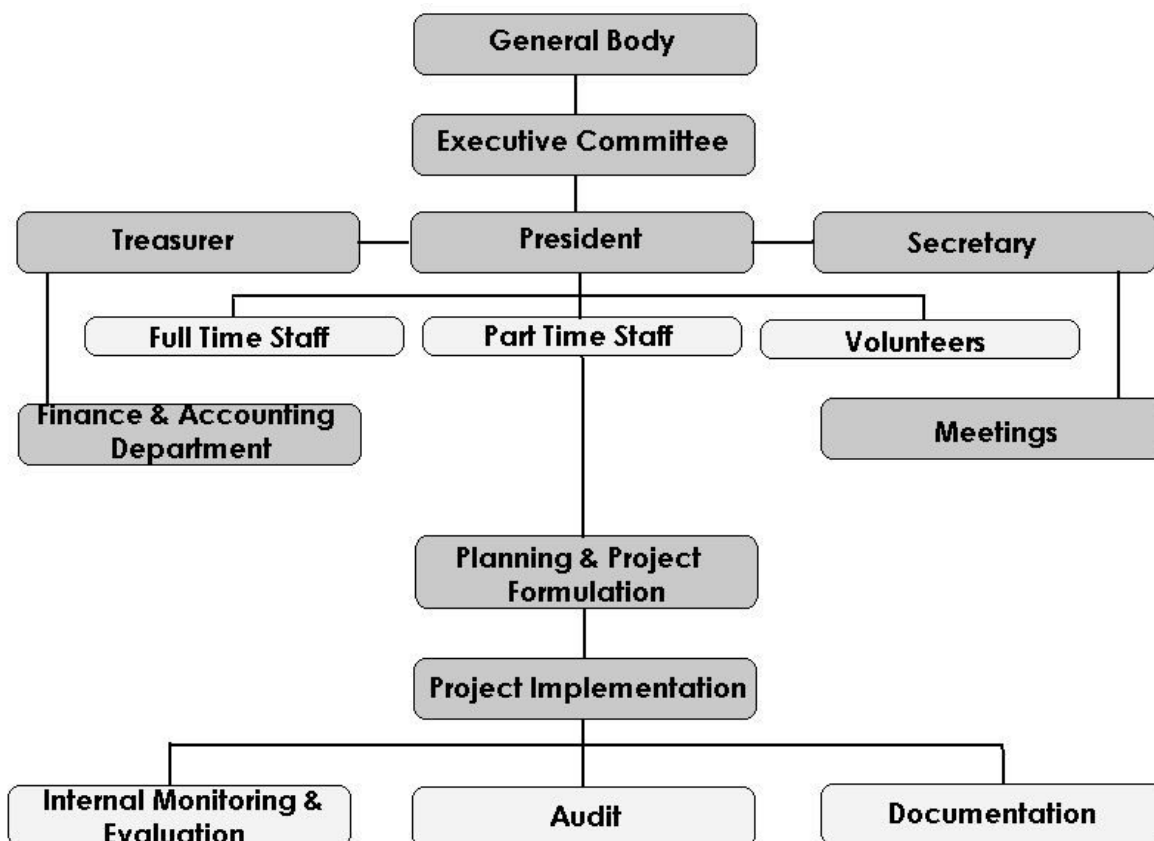 General Body
Executive Committee
Treasurer
President
Secretary
Full Time Staff
Part Time Staff
Volunteers
Finance & Accounting
Department
Meetings
Planning & Project
Formulation
Project Implementation
Internal Monitoring &
Evaluation
Audit
Documentation